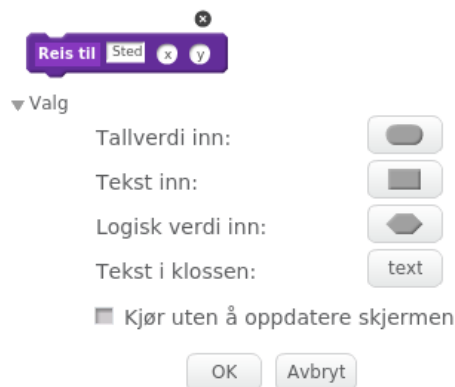 Reis til Sted x y
Valg
Tallverdi inn:
Tekst inn:
Logisk verdi inn:
Tekst i klossen: text
Kjør uten å oppdatere skjermen
OK Avbryt